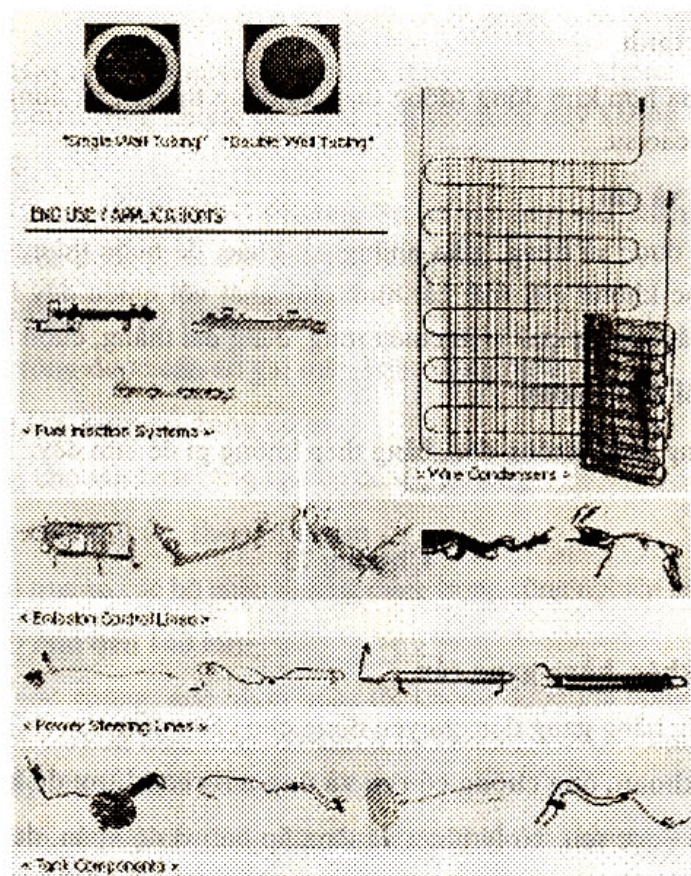 "Single Wall Tubing" "Double Wall Tubing"
END USE / APPLICATIONS
< Fuel Injection Systems >
< Wire Condensers >
< Emission Control Lines >
< Power Steering Lines >
< Tank Components >